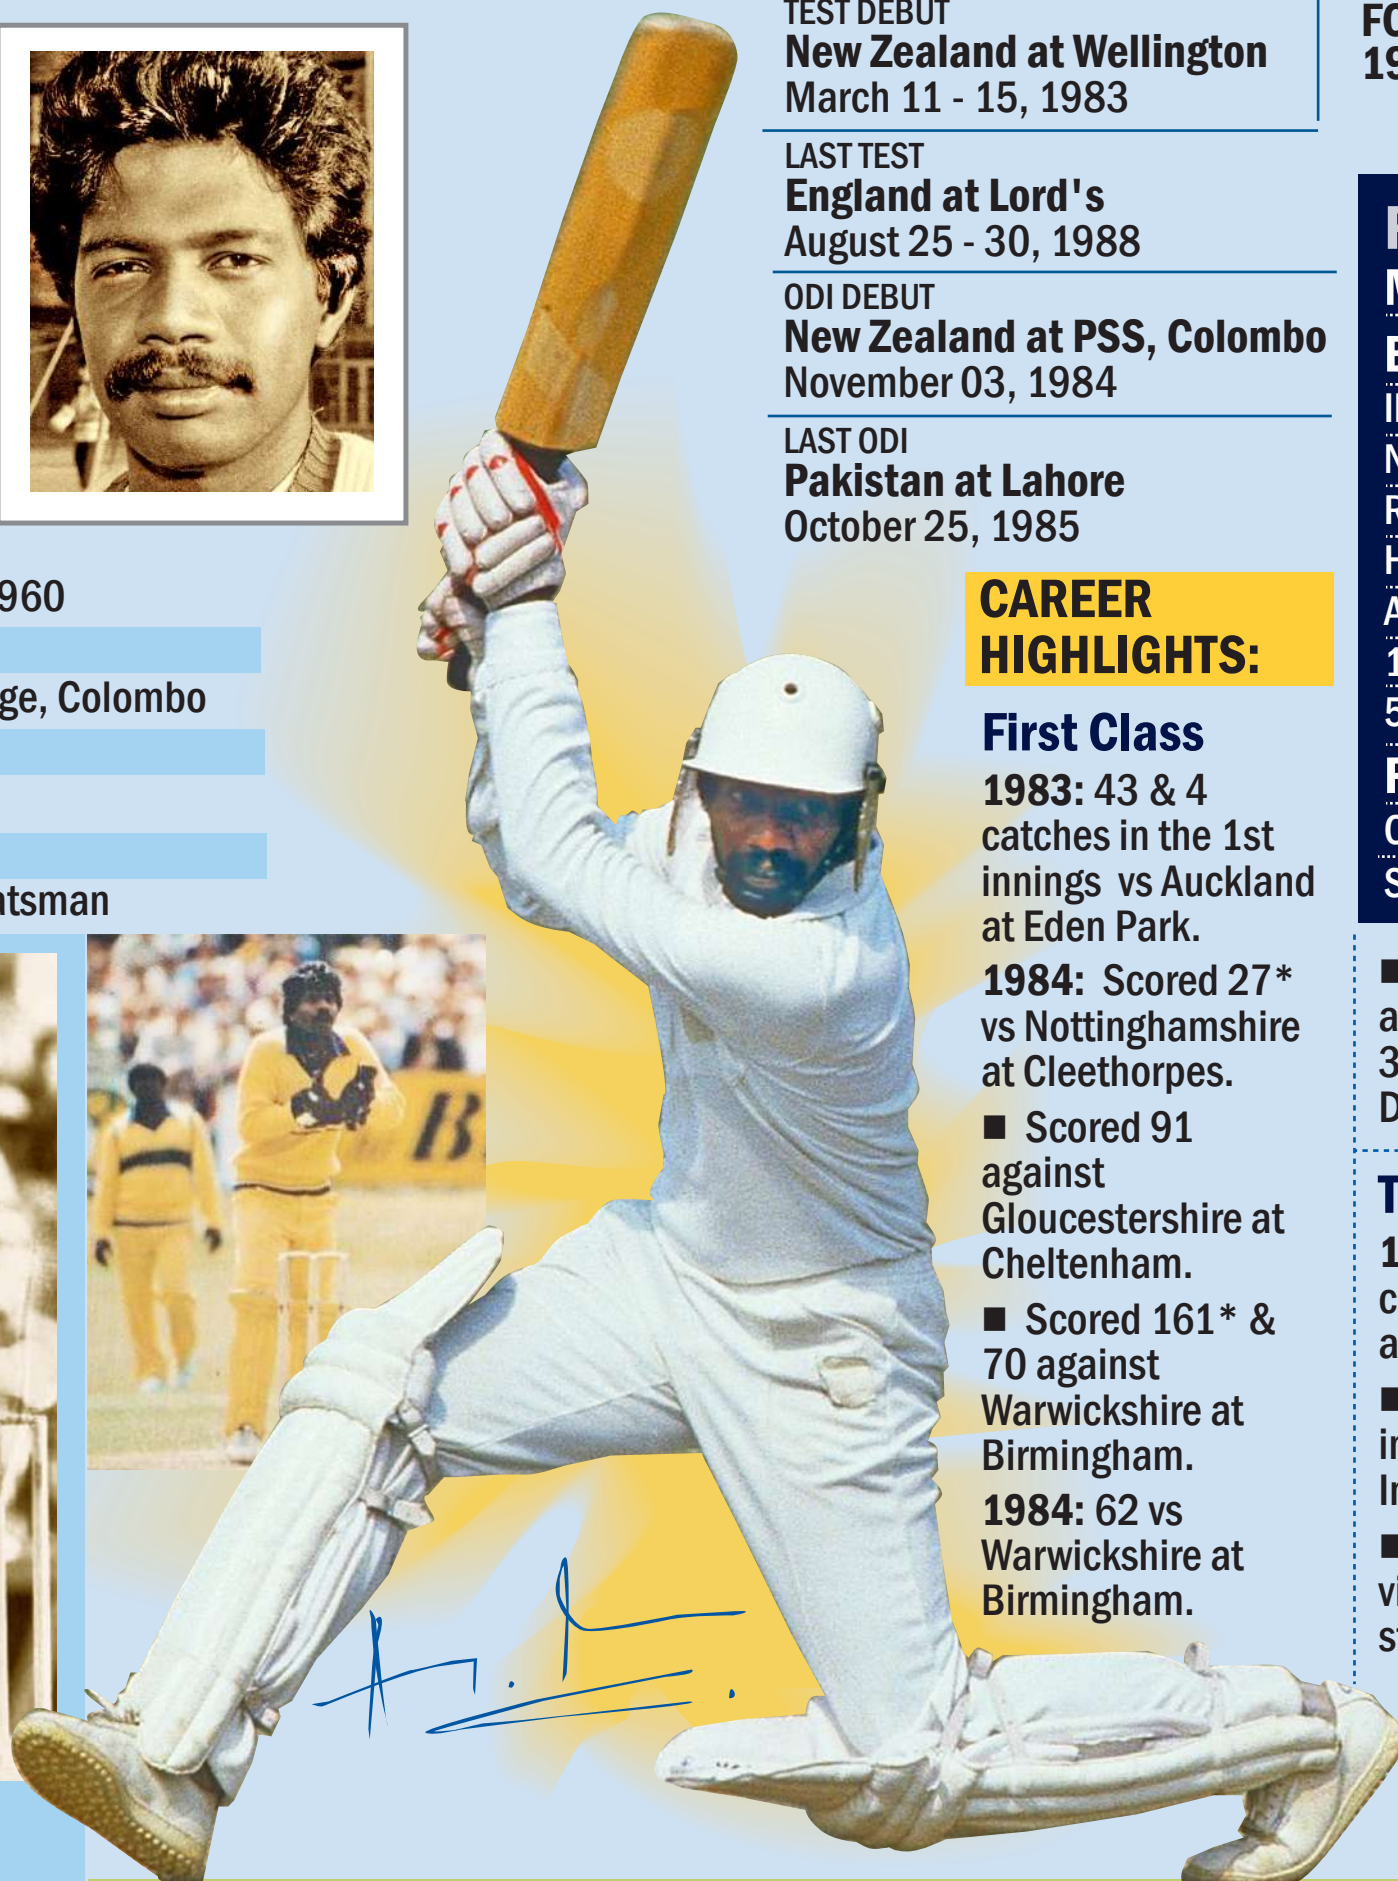 TEST DEBUT
New Zealand at Wellington
March 11 - 15, 1983
LAST TEST
England at Lord's
August 25 - 30, 1988
ODI DEBUT
New Zealand at PSS, Colombo
November 03, 1984
LAST ODI
Pakistan at Lahore
October 25, 1985
960
ge, Colombo
atsman
CAREER
HIGHLIGHTS:
First Class
1983: 43 & 4
catches in the 1st
innings vs Auckland
at Eden Park.
1984: Scored 27*
vs Nottinghamshire
at Cleethorpes.
■ Scored 91
against
Gloucestershire at
Cheltenham.
■ Scored 161* &
70 against
Warwickshire at
Birmingham.
1984: 62 vs
Warwickshire at
Birmingham.